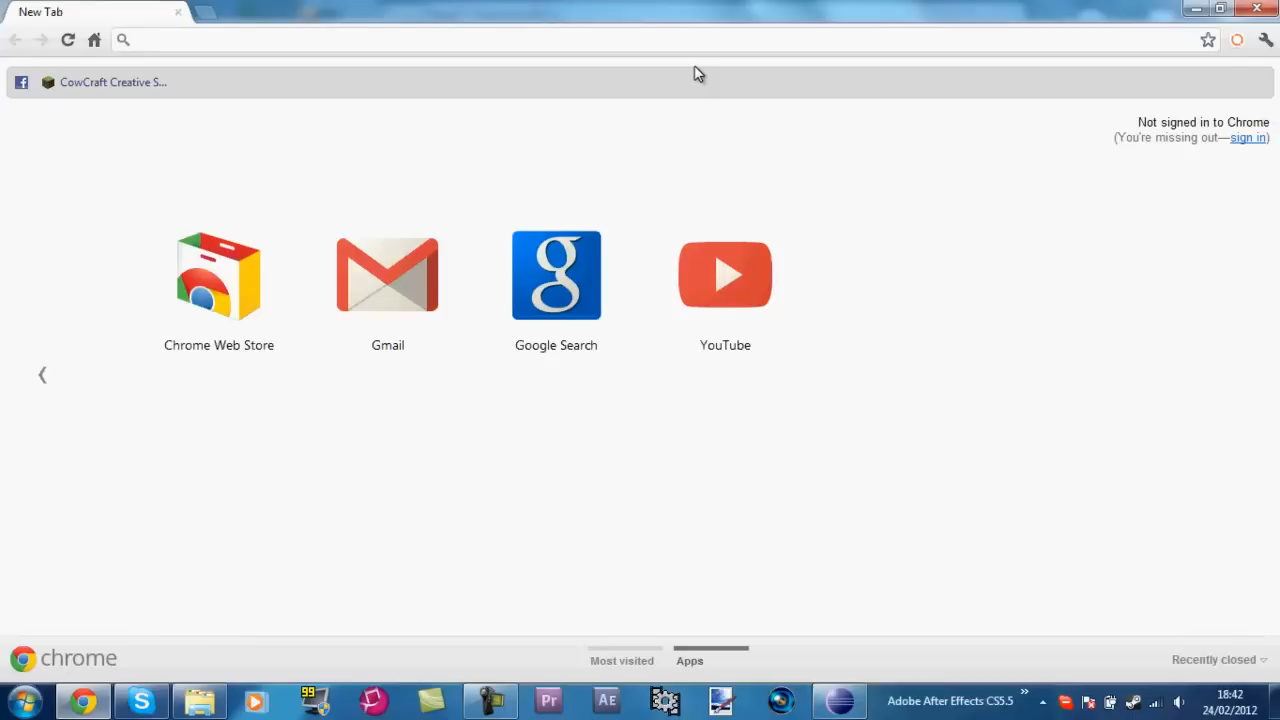 New Tab
CowCraft Creative S...
Not signed in to Chrome
(You're missing out—sign in)
Chrome Web Store
Gmail
Google Search
YouTube
chrome
Most visited
Apps
Recently closed
99
Pr
AE
Adobe After Effects CS5.5
18:42
24/02/2012